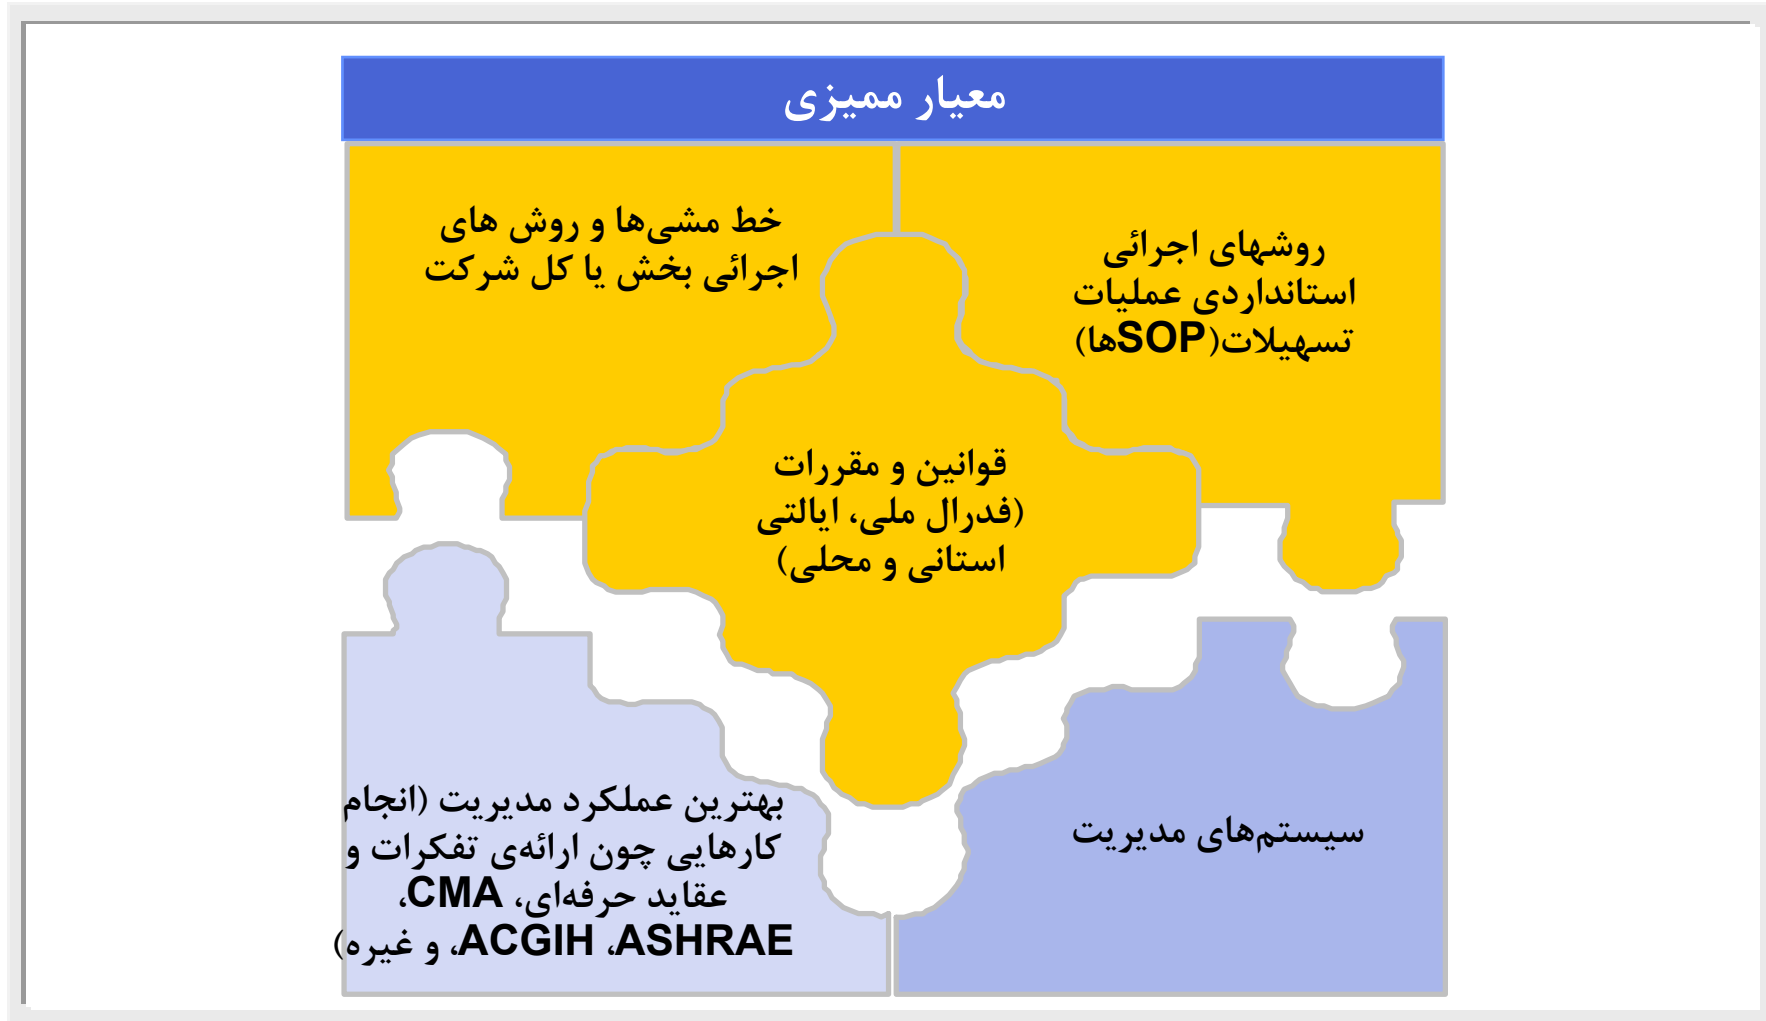 معیار ممیزی
روشهای اجرائی
استانداردی عملیات
تسهیلات(SOPها)
خط مشی‌ها و روش های
اجرائی بخش یا کل شرکت
قوانین و مقررات
(فدرال ملی، ایالتی
استانی و محلی)
سیستم‌های مدیریت
بهترین عملکرد مدیریت (انجام
کارهایی چون ارائه‌ی تفکرات و
عقاید حرفه‌ای، CMA،
ACGIH ،ASHRAE، و غیره)